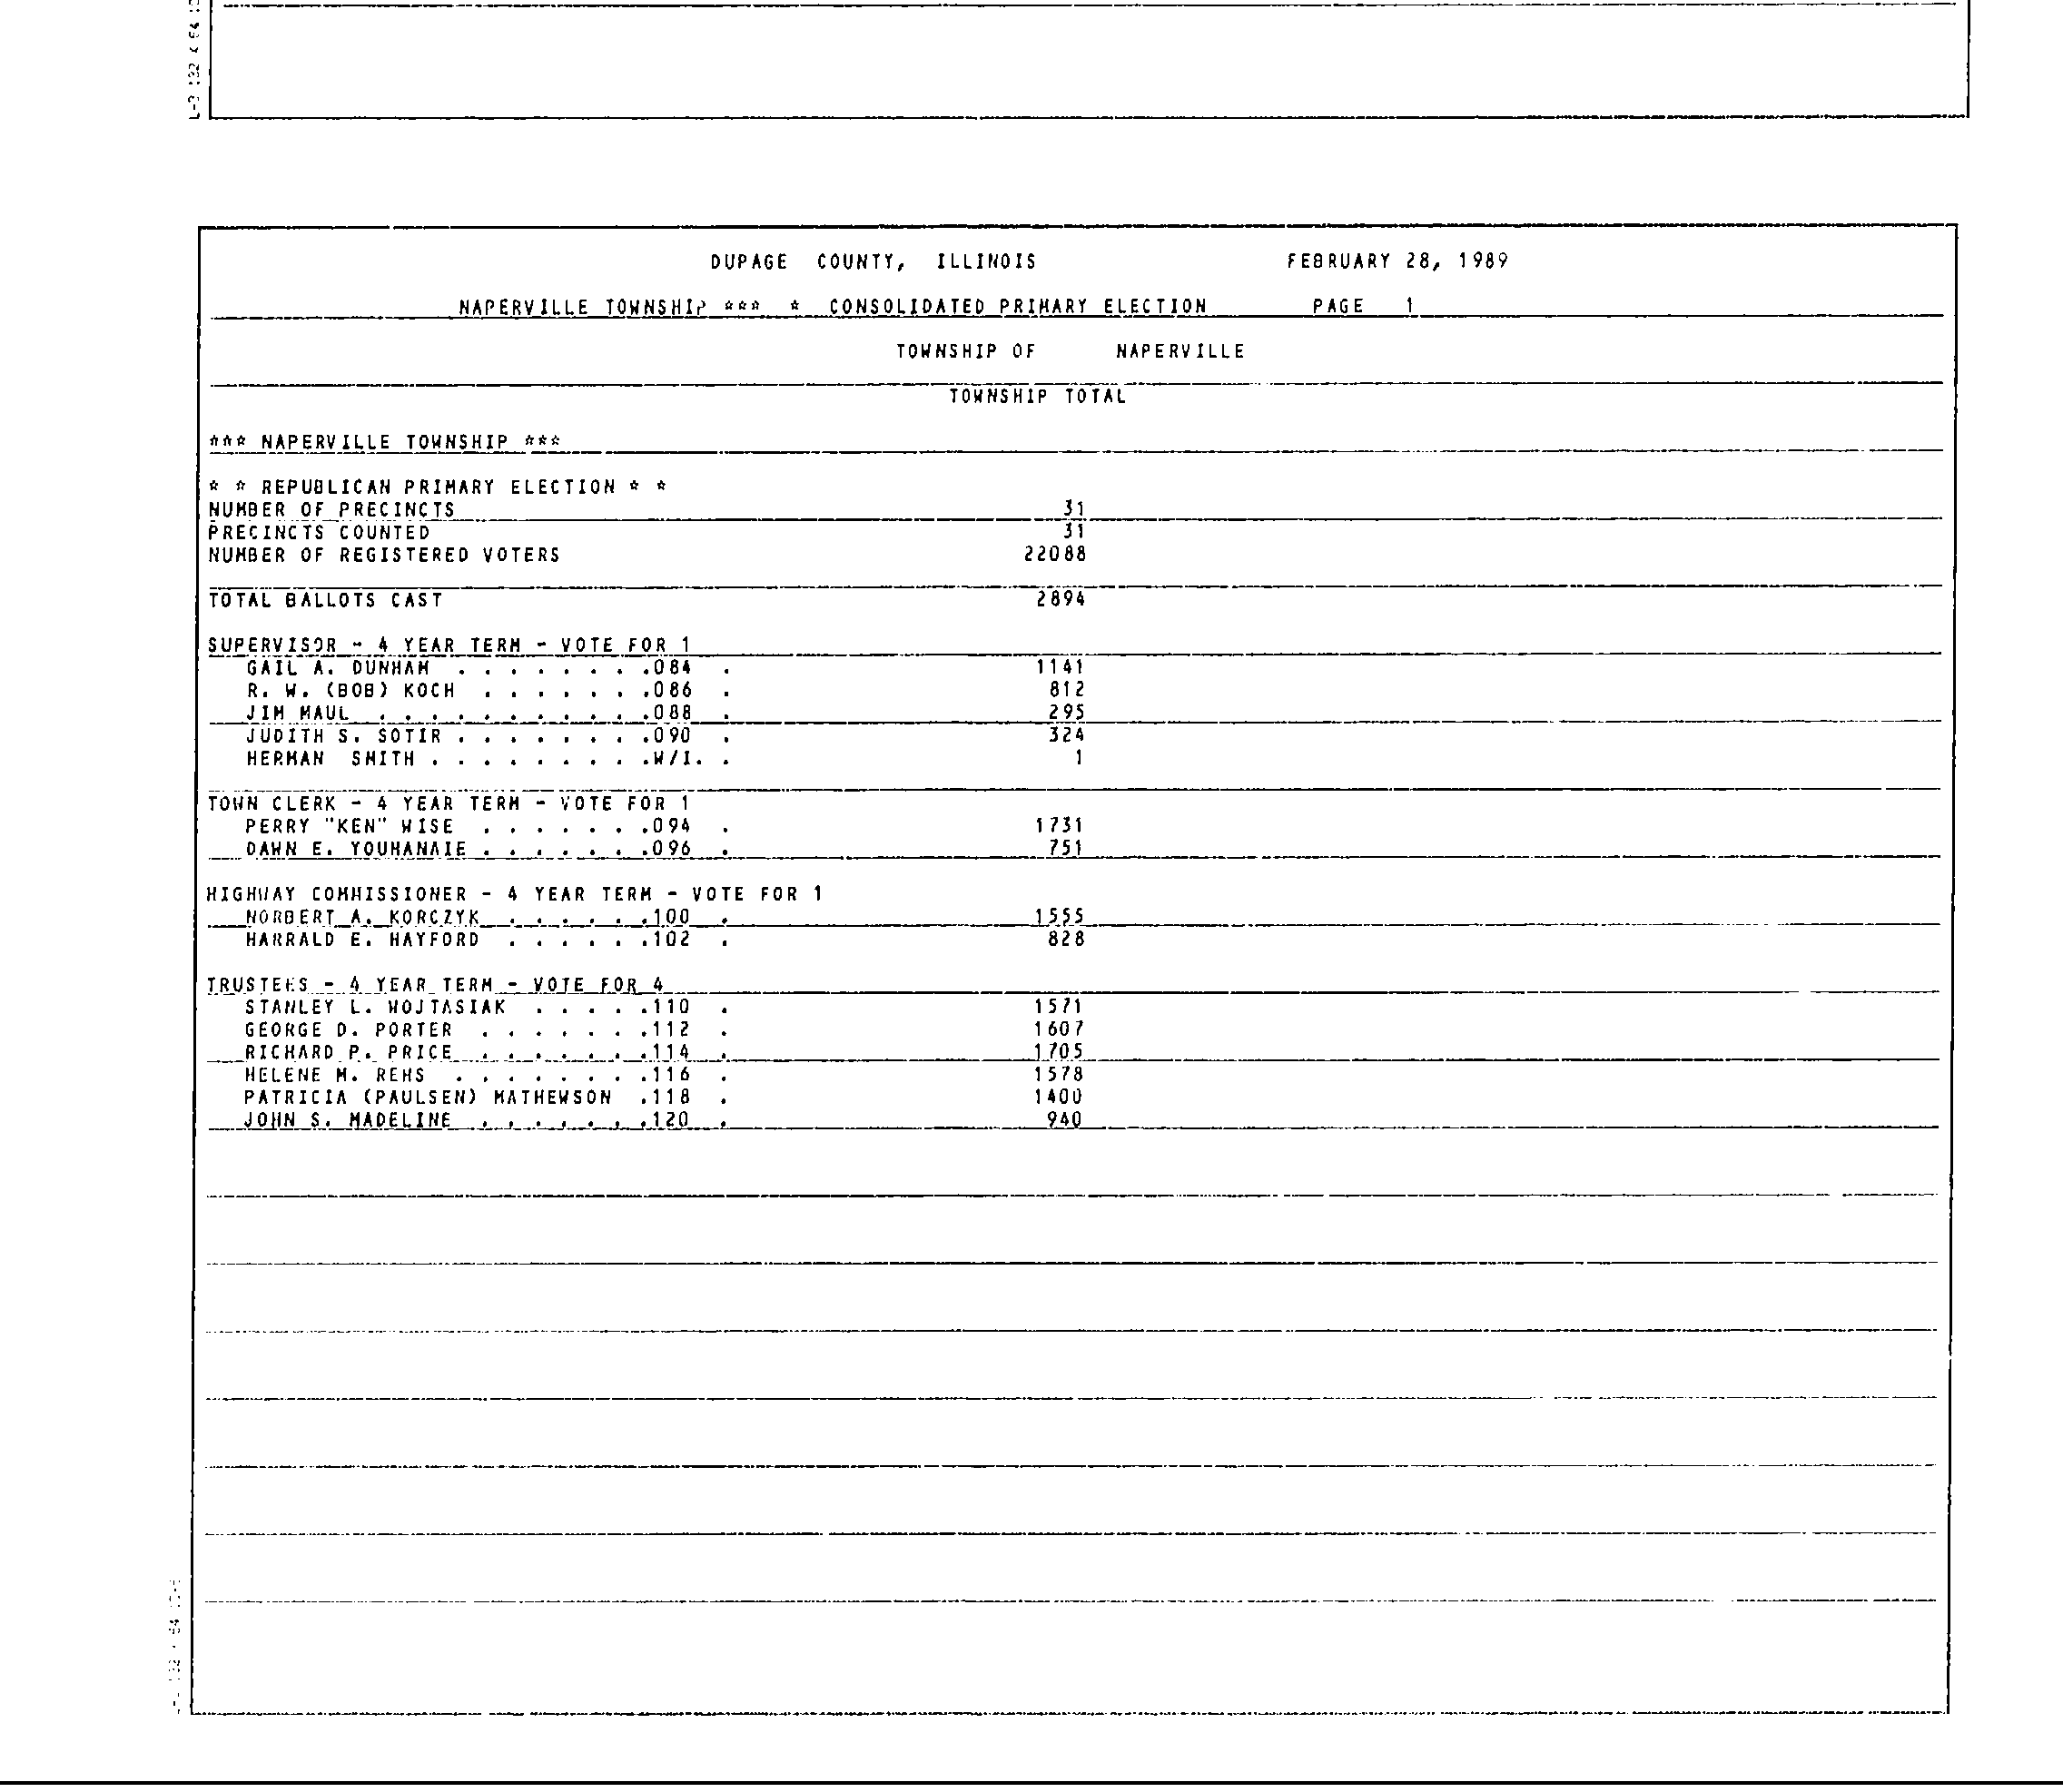 DUPAGE COUNTY, ILLINOIS FEBRUARY 28, 1989
NAPERVILLE TOWNSHIP *** * CONSOLIDATED PRIMARY ELECTION PAGE 1
TOWNSHIP OF NAPERVILLE
TOWNSHIP TOTAL
*** NAPERVILLE TOWNSHIP ***
* * REPUBLICAN PRIMARY ELECTION * *
NUMBER OF PRECINCTS 31
PRECINCTS COUNTED 31
NUMBER OF REGISTERED VOTERS 22088
TOTAL BALLOTS CAST 2894
SUPERVISOR - 4 YEAR TERM - VOTE FOR 1
GAIL A. DUNHAM . . . . . . . .084 . 1141
R. W. (BOB) KOCH . . . . . . .086 . 812
JIM MAUL . . . . . . . . . . .088 . 295
JUDITH S. SOTIR . . . . . . . .090 . 324
HERMAN SMITH . . . . . . . . .W/I. . 1
TOWN CLERK - 4 YEAR TERM - VOTE FOR 1
PERRY "KEN" WISE . . . . . . .094 . 1731
DAWN E. YOUHANAIE . . . . . . .096 . 751
HIGHWAY COMMISSIONER - 4 YEAR TERM - VOTE FOR 1
NORBERT A. KORCZYK . . . . . .100 . 1555
HARRALD E. HAYFORD . . . . . .102 . 828
TRUSTEES - 4 YEAR TERM - VOTE FOR 4
STANLEY L. WOJTASIAK . . . . .110 . 1571
GEORGE D. PORTER . . . . . . .112 . 1607
RICHARD P. PRICE . . . . . . .114 . 1705
HELENE M. REHS . . . . . . . .116 . 1578
PATRICIA (PAULSEN) MATHEWSON .118 . 1400
JOHN S. MADELINE . . . . . . .120 . 940